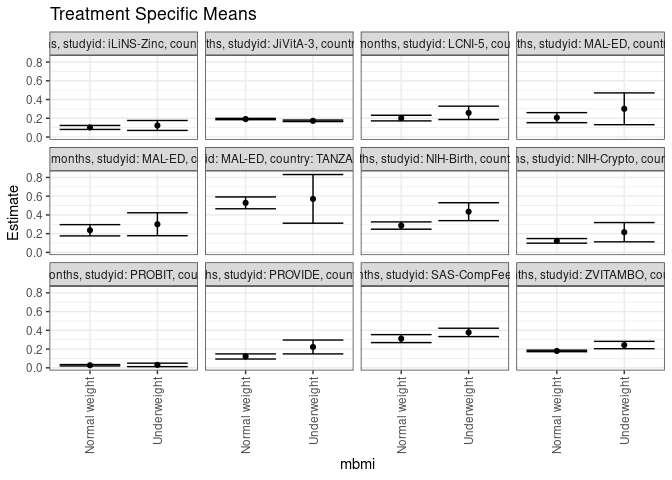 Treatment Specific Means
s, studyid: iLiNS-Zinc, coun
ths, studyid: JiVitA-3, countr
months, studyid: LCNI-5, cou
ths, studyid: MAL-ED, countr
0.8
0.6
0.4
0.2
0.0
months, studyid: MAL-ED, co
id: MAL-ED, country: TANZA
ths, studyid: NIH-Birth, count
ns, studyid: NIH-Crypto, count
0.8
0.6
0.4
0.2
0.0
Estimate
onths, studyid: PROBIT, cou
hs, studyid: PROVIDE, coun
nths, studyid: SAS-CompFee
ths, studyid: ZVITAMBO, cou
0.8
0.6
0.4
0.2
0.0
Normal weight
Underweight
Normal weight
Underweight
Normal weight
Underweight
Normal weight
Underweight
mbmi